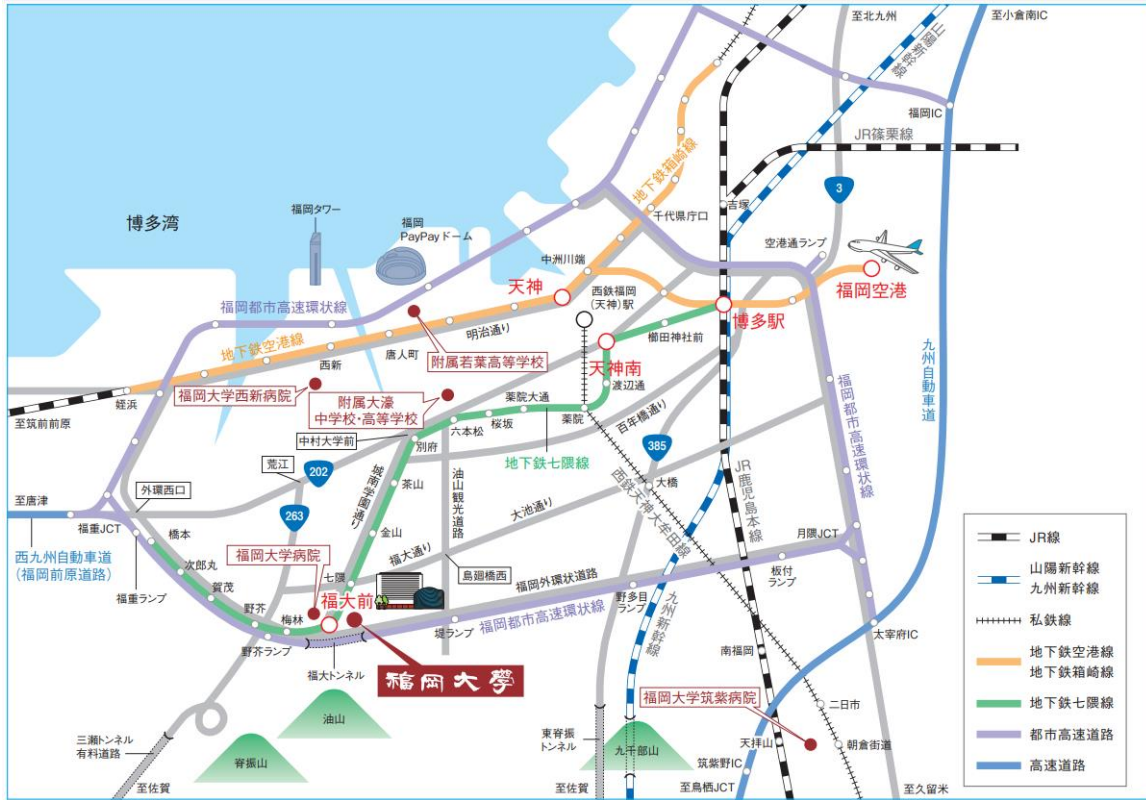 至北九州
至小倉南IC
山陽新幹線
福岡IC
JR篠栗線
地下鉄箱崎線
3
吉塚
千代県庁口
福岡タワー
福岡
PayPayドーム
博多湾
空港通ランプ
中洲川端
天神
西鉄福岡
(天神)駅
福岡空港
福岡都市高速環状線
博多駅
明治通り
地下鉄空港線
櫛田神社前
唐人町
西新
附属若葉高等学校
天神南
九州自動車道
渡辺通
姪浜
福岡大学西新病院
附属大濠
中学校・高等学校
福岡都市高速環状線
薬院大通
桜坂
薬院
百年橋通り
至筑前前原
六本松
中村大学前
別府
385
地下鉄七隈線
荒江
202
城南学園通り
茶山
油山観光道路
大池通り
大橋
西鉄天神大牟田線
JR鹿児島本線
外環西口
至唐津
263
福重JCT
橋本
金山
月隈JCT
西九州自動車道
(福岡前原道路)
福岡大学病院
福大通り
次郎丸
島廻橋西
七隈
福岡外環状道路
板付
ランプ
福重ランプ
賀茂
福大前
野多目
ランプ
野芥
梅林
堤ランプ
福岡都市高速環状線
九州新幹線
太宰府IC
野芥ランプ
南福岡
福大トンネル
福岡大學
福岡大学筑紫病院
油山
二日市
三瀬トンネル
有料道路
東脊振
トンネル
九千部山
天拝山
朝倉街道
脊振山
筑紫野IC
至佐賀
至佐賀
至鳥栖JCT
至久留米
JR線
山陽新幹線
九州新幹線
私鉄線
地下鉄空港線
地下鉄箱崎線
地下鉄七隈線
都市高速道路
高速道路